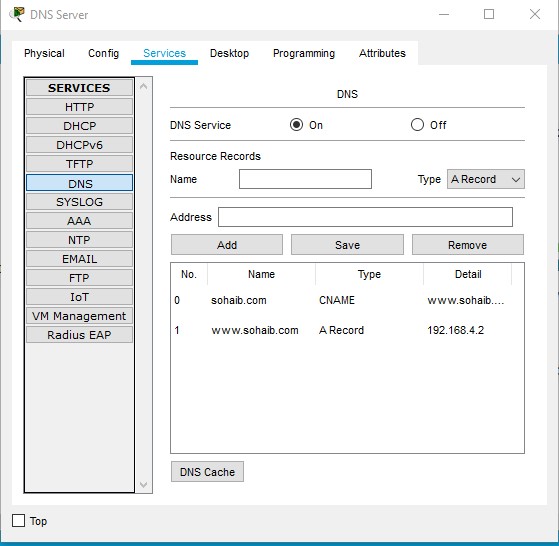 DNS Server
Physical Config Services Desktop Programming Attributes
SERVICES
HTTP
DHCP
DHCPv6
TFTP
DNS
SYSLOG
AAA
NTP
EMAIL
FTP
IoT
VM Management
Radius EAP
DNS
DNS Service On Off
Resource Records
Name Type A Record
Address
Add Save Remove
No. Name Type Detail
0 sohaib.com CNAME www.sohaib....
1 www.sohaib.com A Record 192.168.4.2
DNS Cache
Top